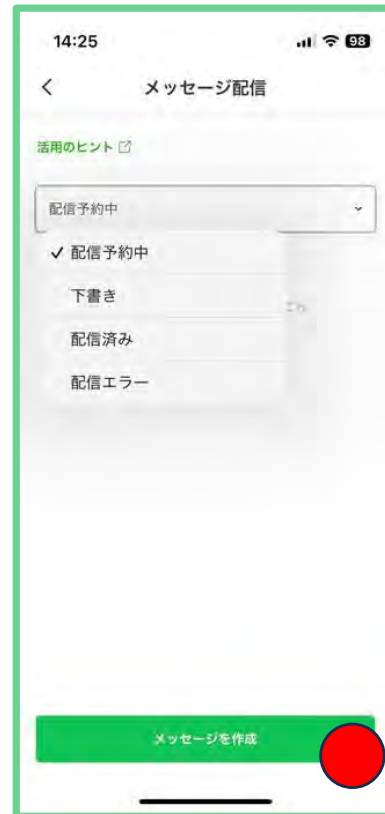 14:25
98
メッセージ配信
活用のヒント
配信予約中
✓ 配信予約中
下書き
配信済み
配信エラー
メッセージを作成